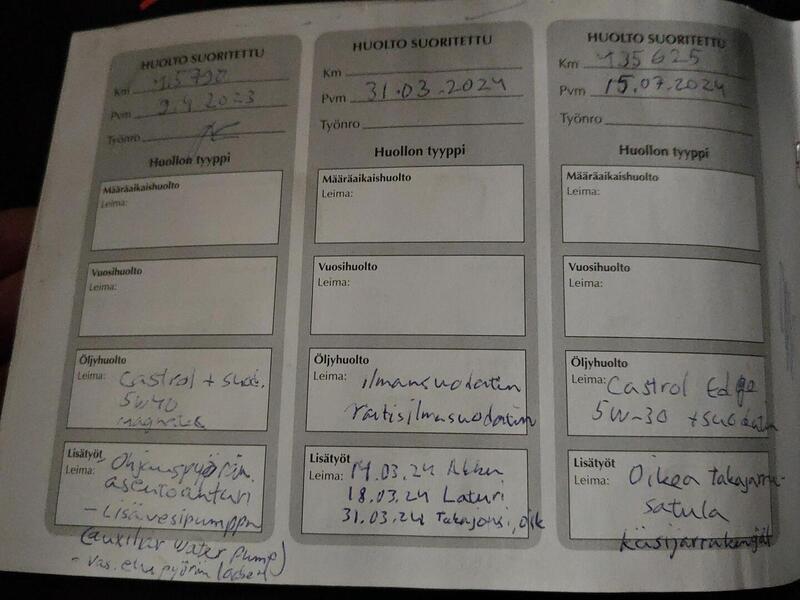 HUOLTO SUORITETTU
Km
Pvm 9.4 2023
Työnro
Huollon tyyppi
Määräaikaishuolto
Leima:
Vuosihuolto
Leima:
Öljyhuolto
Leima: Castrol + suod.
5W40
Lisätyöt
Leima: - Ohjauspyörän
asentoanturi
- Lisävesipumppu
(auxiliar water pump)
- vas. etupyörän
HUOLTO SUORITETTU
Km
Pvm 31.03.2024
Työnro
Huollon tyyppi
Määräaikaishuolto
Leima:
Vuosihuolto
Leima:
Öljyhuolto
Leima: ilmansuodatin
raitisilmasuodatin
Lisätyöt
Leima: 14.03.24 Akku
18.03.24 Laturi
31.03.24 Takajousi, oik
HUOLTO SUORITETTU
Km 435625
Pvm 15.07.2024
Työnro
Huollon tyyppi
Määräaikaishuolto
Leima:
Vuosihuolto
Leima:
Öljyhuolto
Leima: Castrol Edge
5W-30 +suodatin
Lisätyöt
Leima: Oikea takajarru-
satula
käsijarrukengät